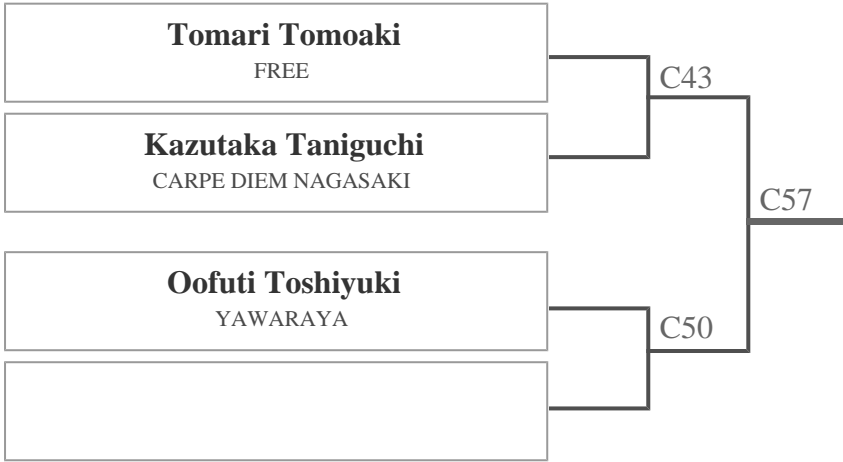 Tomari Tomoaki
FREE
C43
Kazutaka Taniguchi
CARPE DIEM NAGASAKI
C57
Oofuti Toshiyuki
YAWARAYA
C50